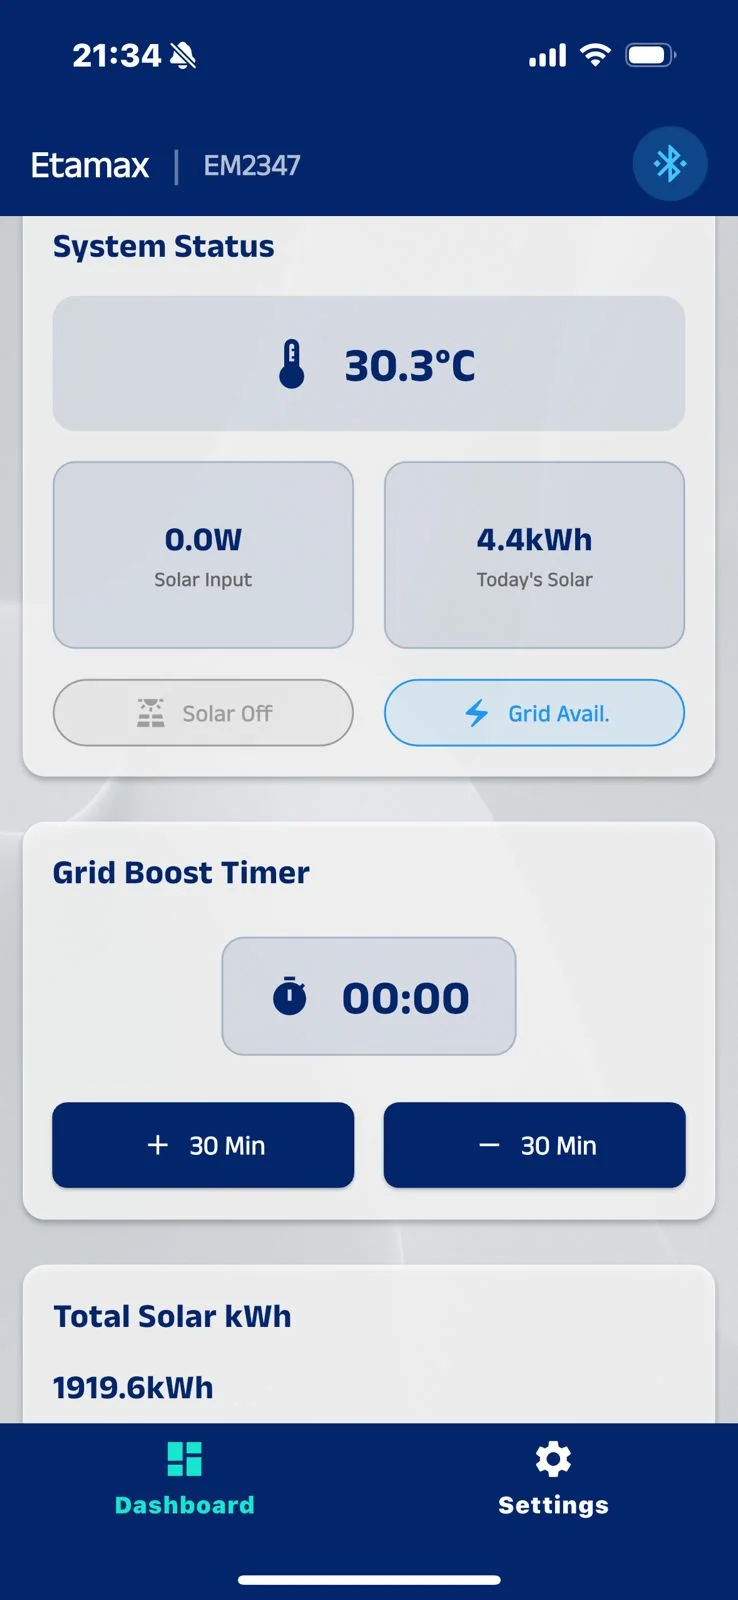 21:34
Etamax | EM2347
System Status
30.3°C
0.0W
Solar Input
4.4kWh
Today's Solar
Solar Off
Grid Avail.
Grid Boost Timer
00:00
+ 30 Min
− 30 Min
Total Solar kWh
1919.6kWh
Dashboard
Settings